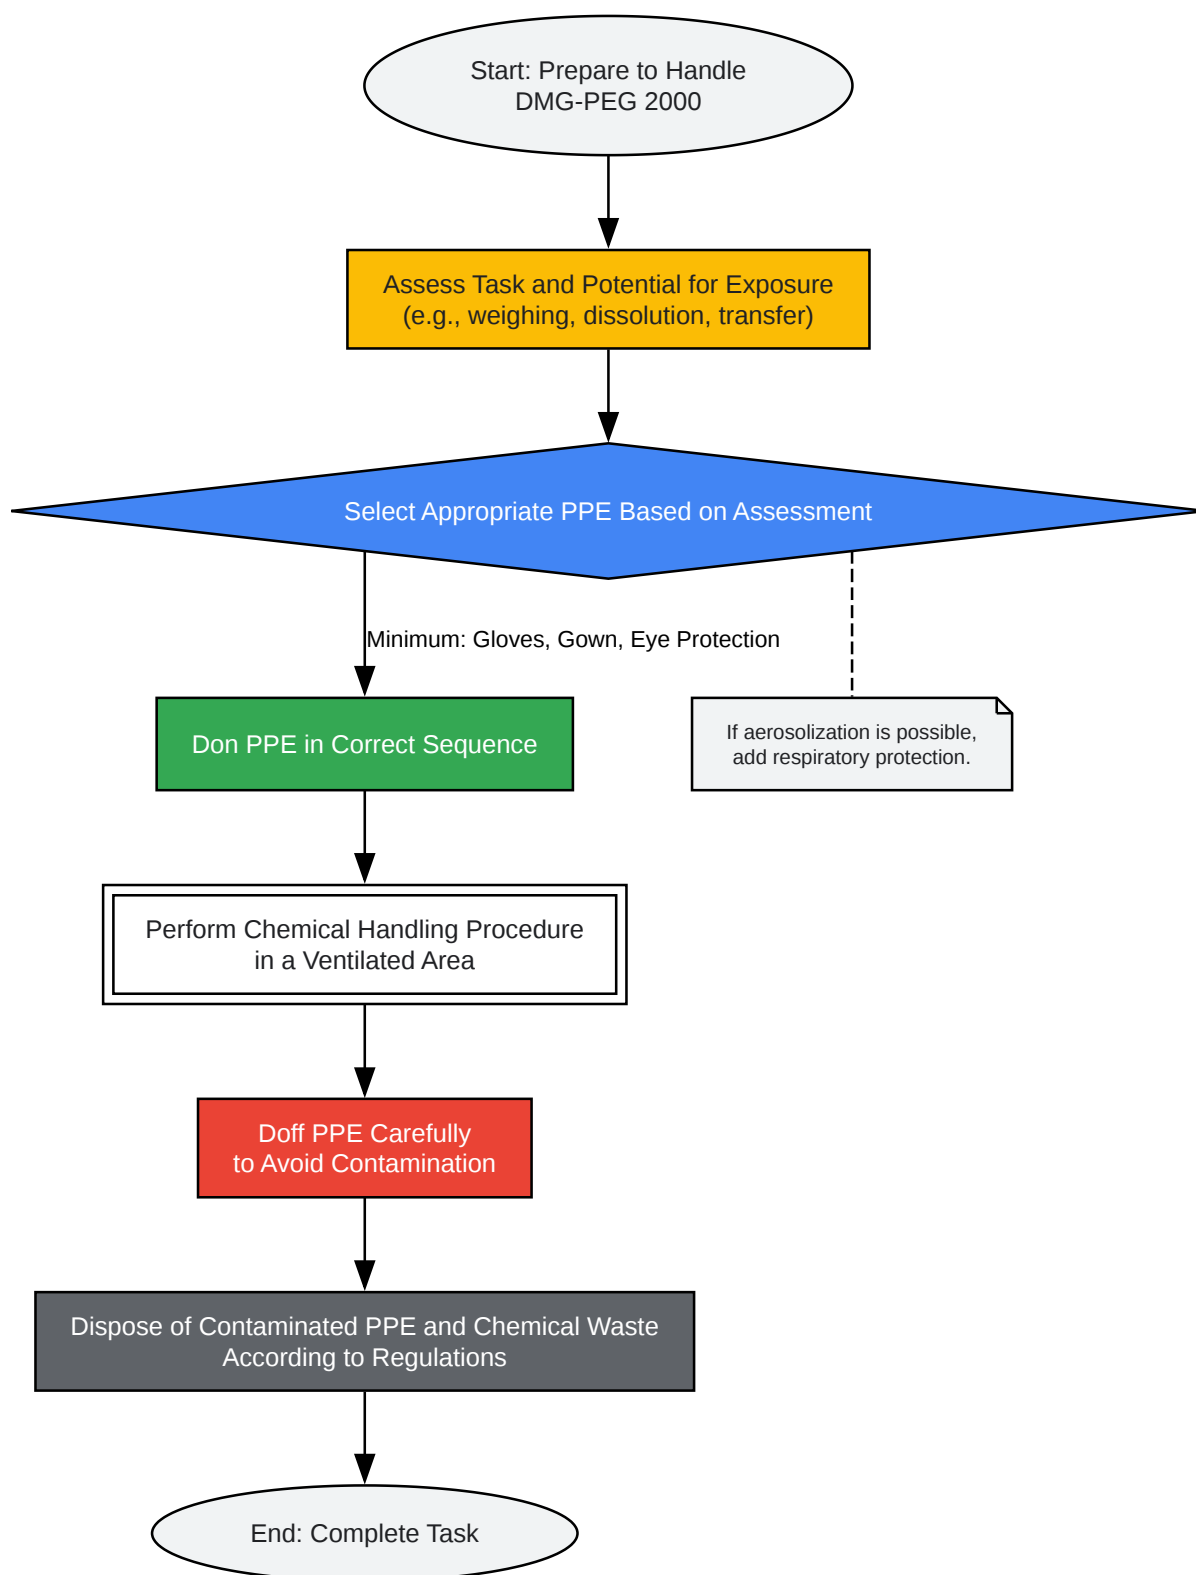 Start: Prepare to Handle
DMG-PEG 2000
Assess Task and Potential for Exposure
(e.g., weighing, dissolution, transfer)
Select Appropriate PPE Based on Assessment
Minimum: Gloves, Gown, Eye Protection
Don PPE in Correct Sequence
If aerosolization is possible,
add respiratory protection.
Perform Chemical Handling Procedure
in a Ventilated Area
Doff PPE Carefully
to Avoid Contamination
Dispose of Contaminated PPE and Chemical Waste
According to Regulations
End: Complete Task